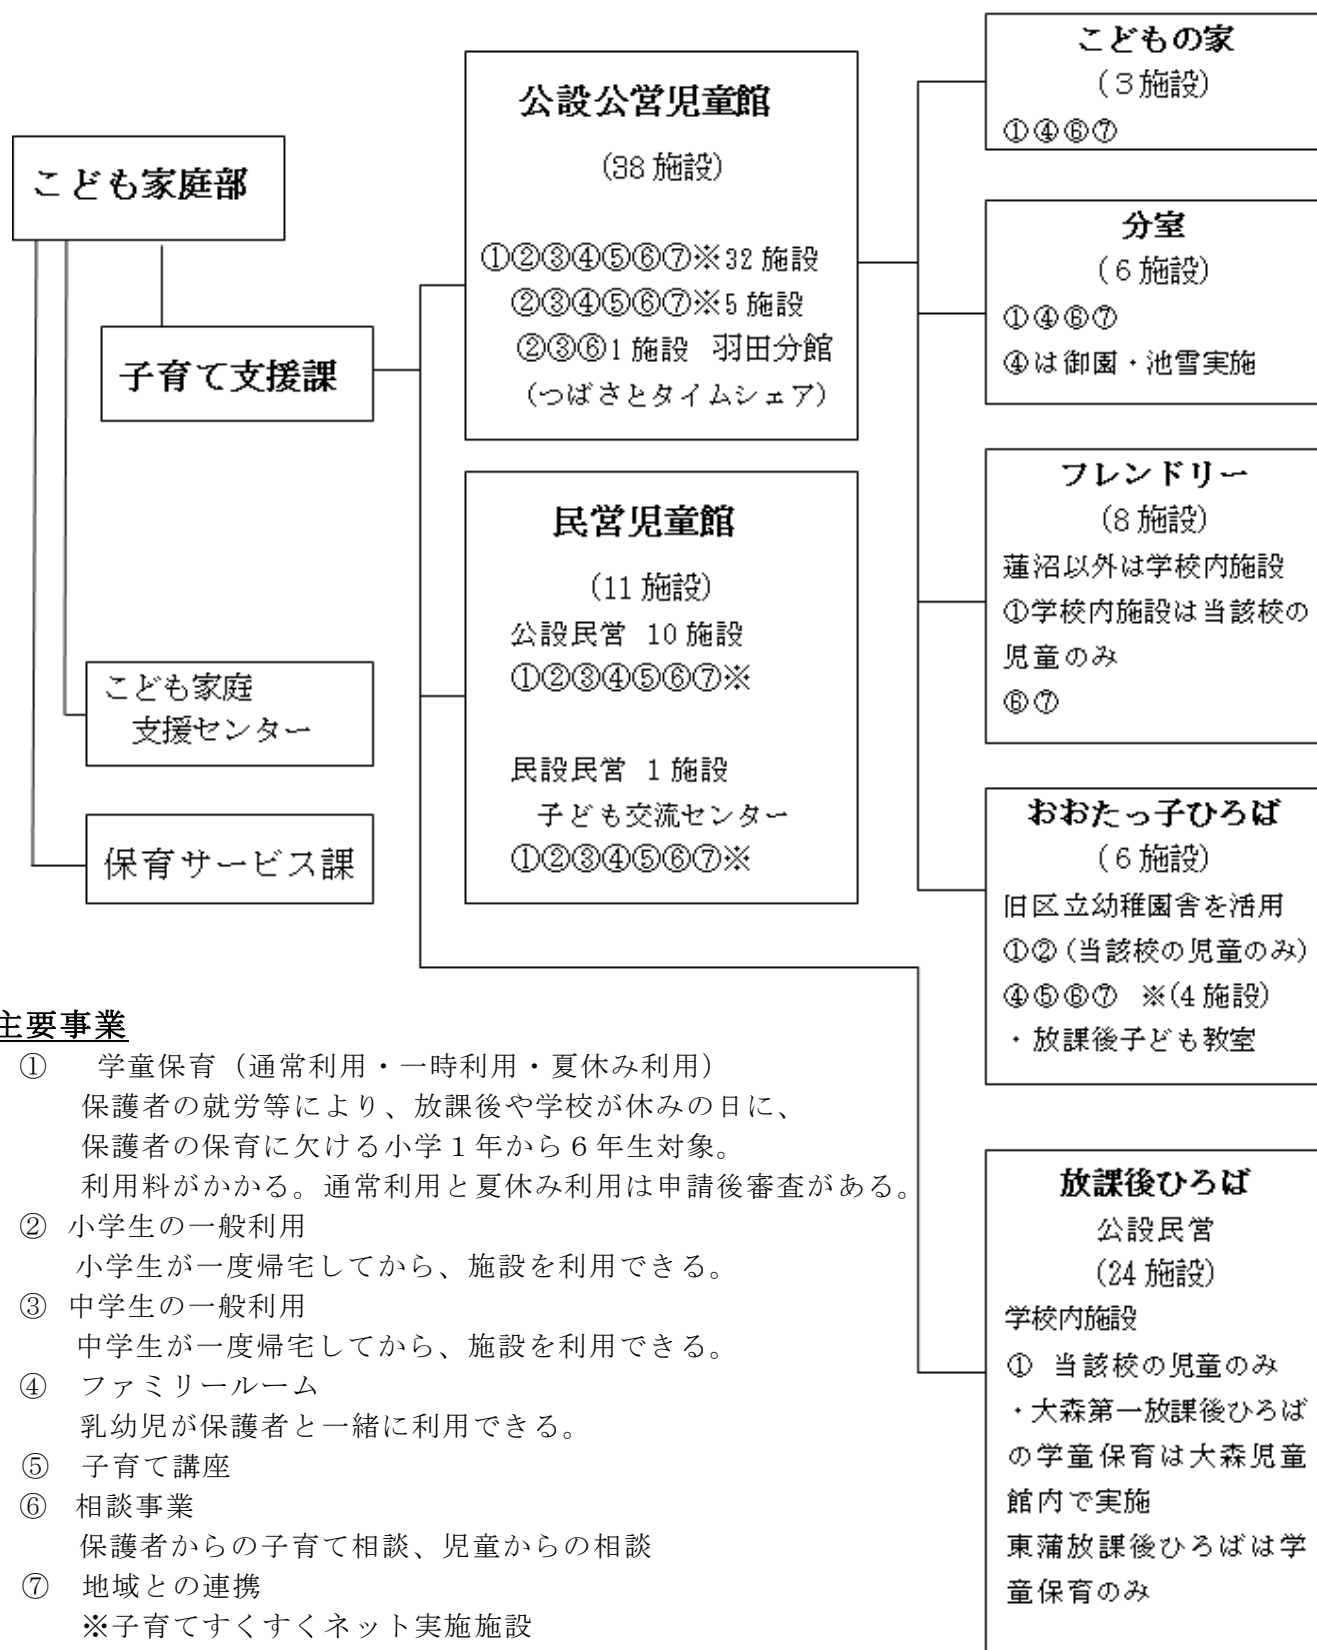 こども家庭部
子育て支援課
こども家庭
支援センター
保育サービス課
公設公営児童館
(38 施設)
①②③④⑤⑥⑦※32 施設
②③④⑤⑥⑦※5 施設
②③⑥1 施設 羽田分館
(つばさとタイムシェア)
民営児童館
(11 施設)
公設民営 10 施設
①②③④⑤⑥⑦※
民設民営 1 施設
子ども交流センター
①②③④⑤⑥⑦※
こどもの家
(3施設)
①④⑥⑦
分室
(6施設)
①④⑥⑦
④は御園・池雪実施
フレンドリー
(8 施設)
蓮沼以外は学校内施設
①学校内施設は当該校の
児童のみ
⑥⑦
おおたっ子ひろば
(6施設)
旧区立幼稚園舎を活用
①②(当該校の児童のみ)
④⑤⑥⑦ ※(4 施設)
・放課後子ども教室
放課後ひろば
公設民営
(24 施設)
学校内施設
① 当該校の児童のみ
・大森第一放課後ひろば
の学童保育は大森児童
館内で実施
東蒲放課後ひろばは学
童保育のみ
主要事業
① 学童保育（通常利用・一時利用・夏休み利用）
保護者の就労等により、放課後や学校が休みの日に、
保護者の保育に欠ける小学１年から６年生対象。
利用料がかかる。通常利用と夏休み利用は申請後審査がある。
② 小学生の一般利用
小学生が一度帰宅してから、施設を利用できる。
③ 中学生の一般利用
中学生が一度帰宅してから、施設を利用できる。
④ ファミリールーム
乳幼児が保護者と一緒に利用できる。
⑤ 子育て講座
⑥ 相談事業
保護者からの子育て相談、児童からの相談
⑦ 地域との連携
※子育てすくすくネット実施施設